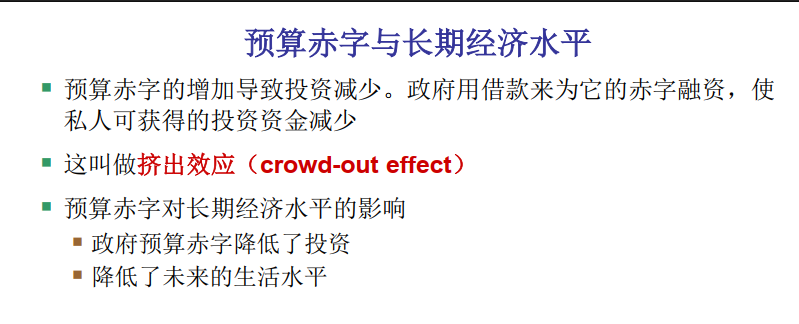 预算赤字与长期经济水平
预算赤字的增加导致投资减少。政府用借款来为它的赤字融资，使
私人可获得的投资资金减少
这叫做挤出效应（crowd-out effect）
预算赤字对长期经济水平的影响
政府预算赤字降低了投资
降低了未来的生活水平